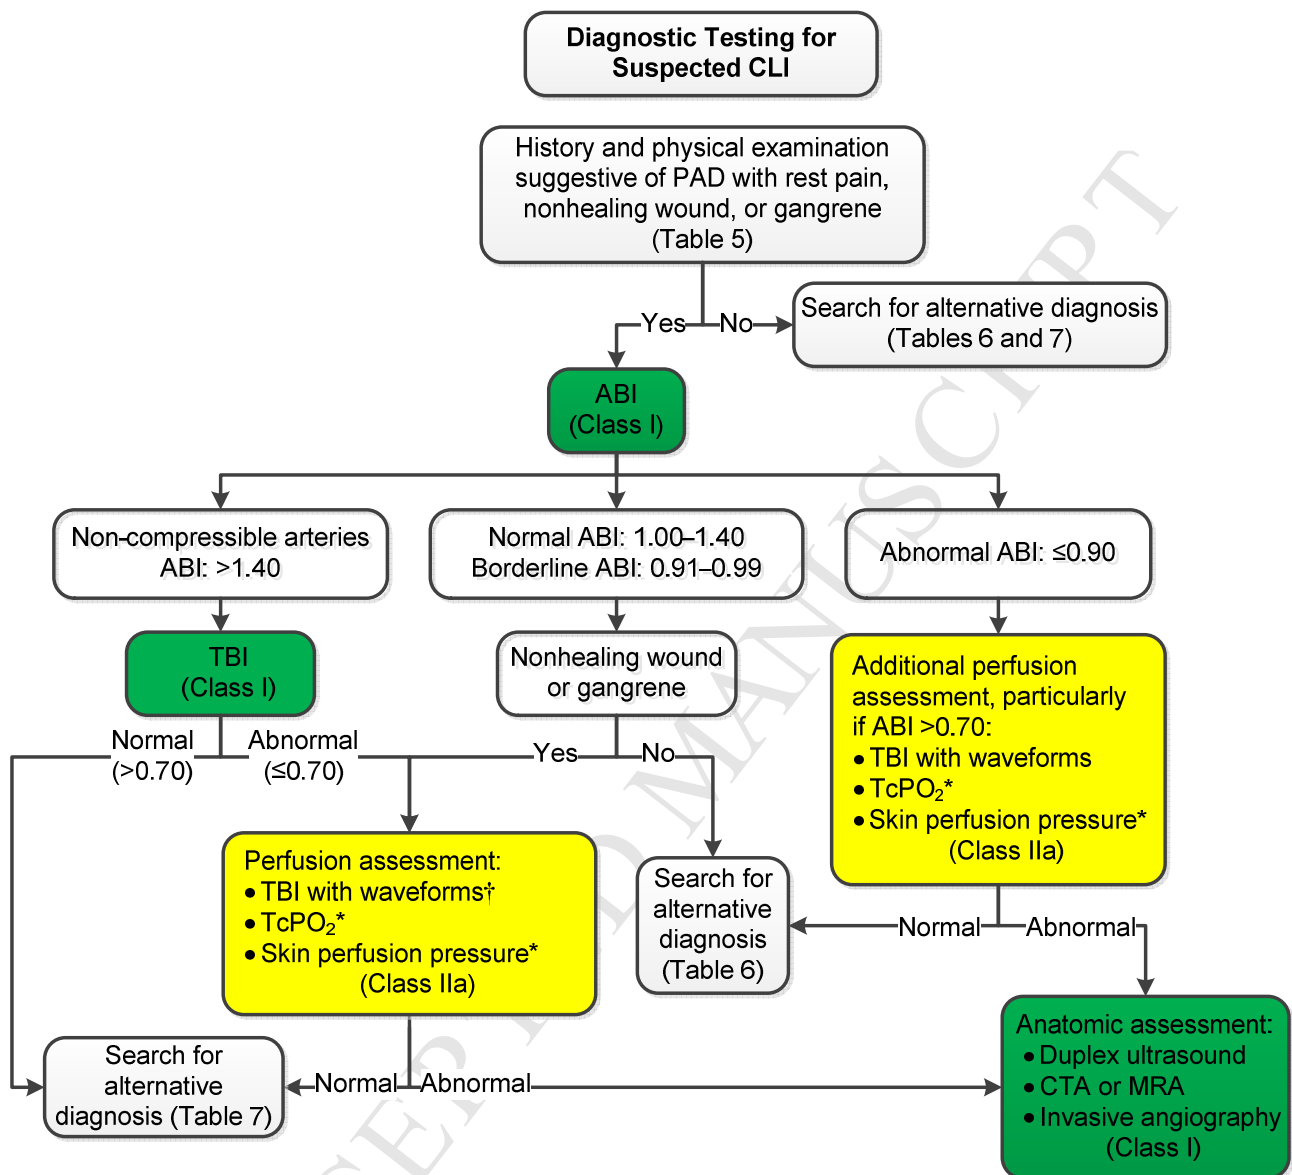 Diagnostic Testing for
Suspected CLI
History and physical examination
suggestive of PAD with rest pain,
nonhealing wound, or gangrene
(Table 5)
Yes
No
Search for alternative diagnosis
(Tables 6 and 7)
ABI
(Class I)
Non-compressible arteries
ABI: >1.40
Normal ABI: 1.00–1.40
Borderline ABI: 0.91–0.99
Abnormal ABI: ≤0.90
TBI
(Class I)
Nonhealing wound
or gangrene
Additional perfusion
assessment, particularly
if ABI >0.70:
• TBI with waveforms
• TcPO₂*
• Skin perfusion pressure*
(Class IIa)
Normal
(>0.70)
Abnormal
(≤0.70)
Yes
No
Perfusion assessment:
• TBI with waveforms†
• TcPO₂*
• Skin perfusion pressure*
(Class IIa)
Search for
alternative
diagnosis
(Table 6)
Normal
Abnormal
Search for
alternative
diagnosis (Table 7)
Normal
Abnormal
Anatomic assessment:
• Duplex ultrasound
• CTA or MRA
• Invasive angiography
(Class I)
CEPTED MANUSCRIPT